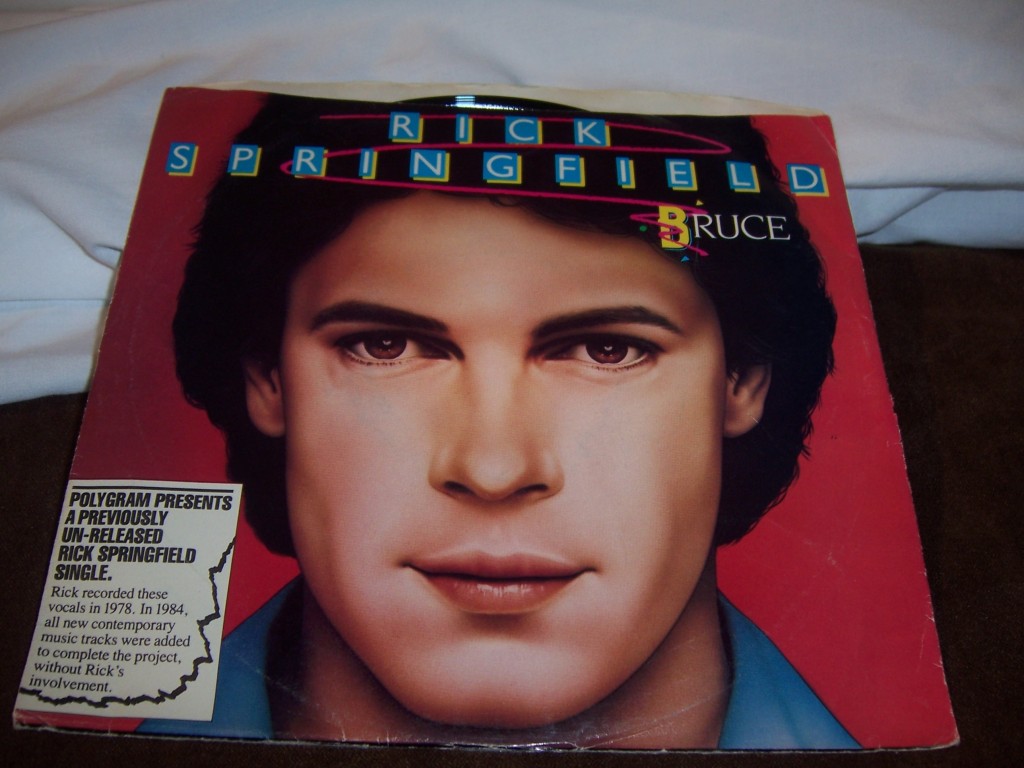 RICK
SPRINGFIELD
BRUCE
POLYGRAM PRESENTS
A PREVIOUSLY
UN-RELEASED
RICK SPRINGFIELD
SINGLE.
Rick recorded these
vocals in 1978. In 1984,
all new contemporary
music tracks were added
to complete the project,
without Rick's
involvement.